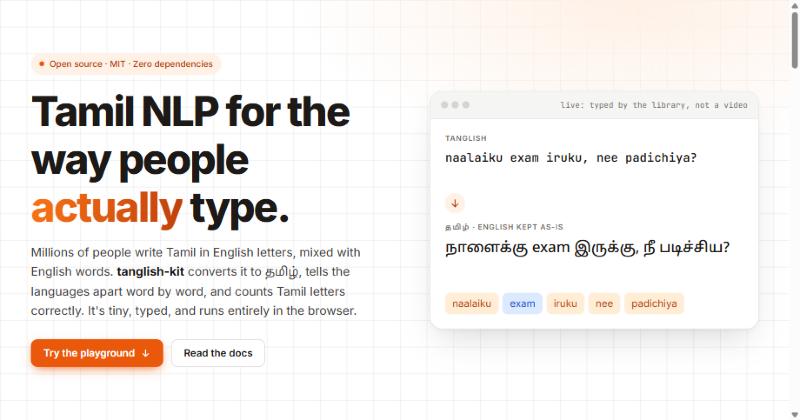 Open source · MIT · Zero dependencies
Tamil NLP for the
way people
actually type.
Millions of people write Tamil in English letters, mixed with
English words. tanglish-kit converts it to தமிழ், tells the
languages apart word by word, and counts Tamil letters
correctly. It's tiny, typed, and runs entirely in the browser.
Try the playground ↓
Read the docs
live: typed by the library, not a video
TANGLISH
naalaiku exam iruku, nee padichiya?
↓
தமிழ் · ENGLISH KEPT AS-IS
நாளைக்கு exam இருக்கு, நீ படிச்சிய?
naalaiku exam iruku nee padichiya